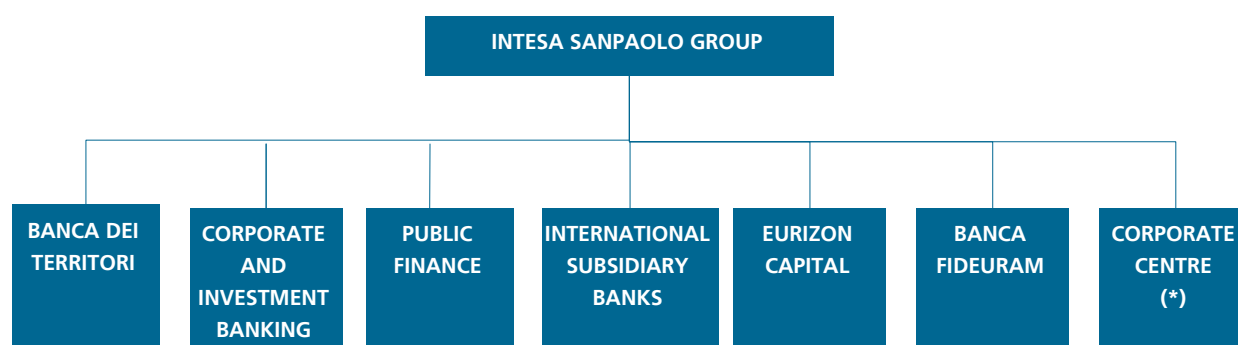 INTESA SANPAOLO GROUP
BANCA DEI
TERRITORI
CORPORATE
AND
INVESTMENT
BANKING
PUBLIC
FINANCE
INTERNATIONAL
SUBSIDIARY
BANKS
EURIZON
CAPITAL
BANCA
FIDEURAM
CORPORATE
CENTRE
(*)